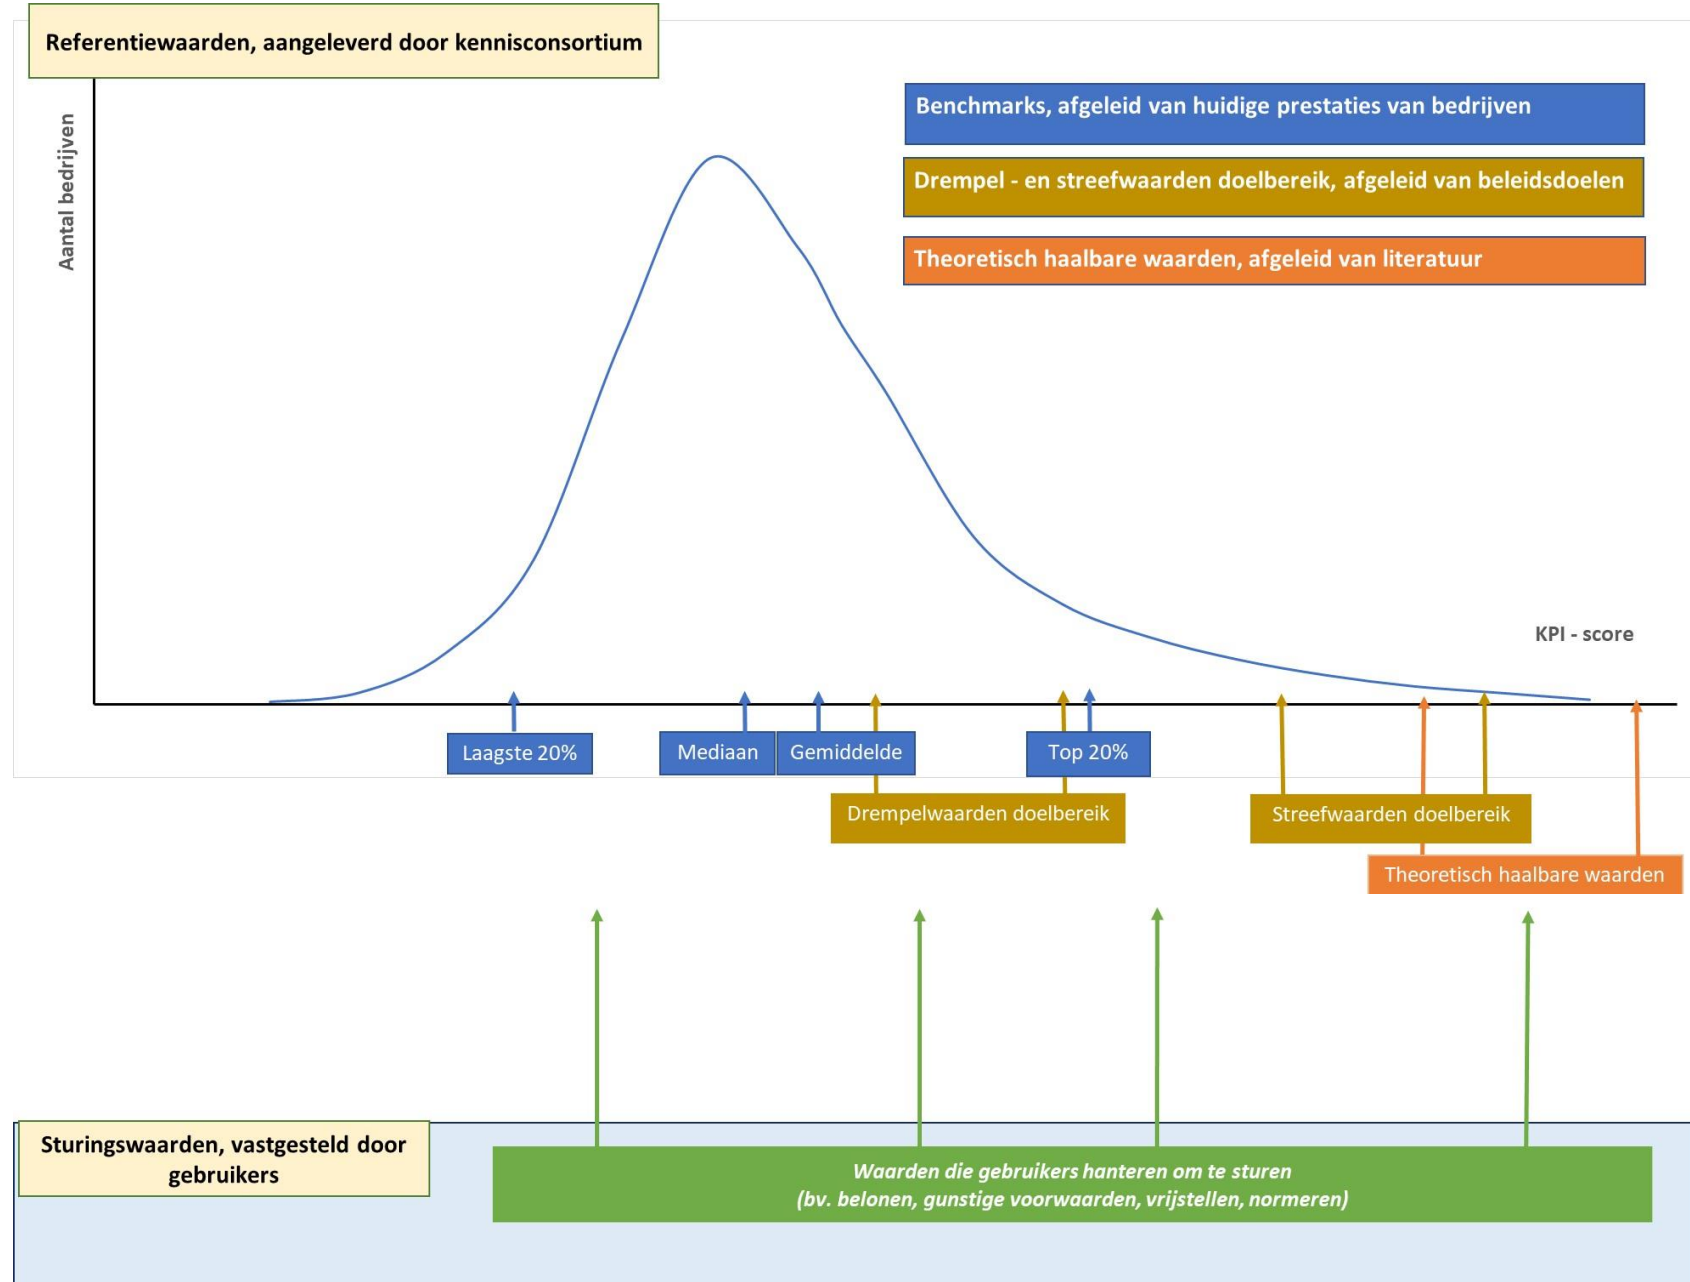 Referentiewaarden, aangeleverd door kennisconsortium
Aantal bedrijven
Benchmarks, afgeleid van huidige prestaties van bedrijven
Drempel - en streefwaarden doelbereik, afgeleid van beleidsdoelen
Theoretisch haalbare waarden, afgeleid van literatuur
KPI - score
Laagste 20%
Mediaan
Gemiddelde
Top 20%
Drempelwaarden doelbereik
Streefwaarden doelbereik
Theoretisch haalbare waarden
Sturingswaarden, vastgesteld door
gebruikers
Waarden die gebruikers hanteren om te sturen
(bv. belonen, gunstige voorwaarden, vrijstellen, normeren)